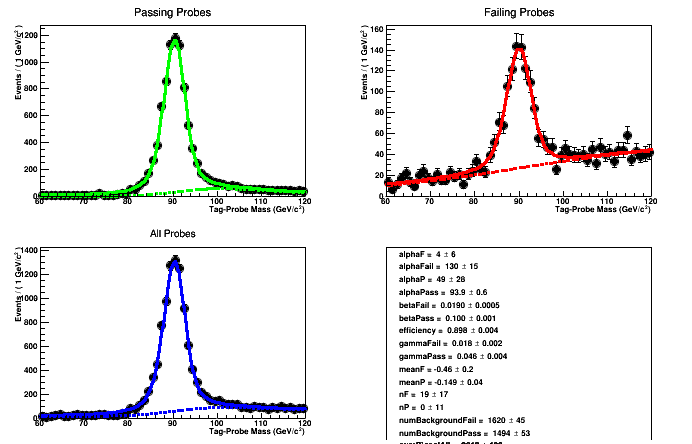 Passing Probes
Failing Probes
Events / ( 1 GeV/c² )
1200
1000
800
600
400
200
0
60 70 80 90 100 110 120
Tag-Probe Mass (GeV/c²)
Events / ( 1 GeV/c² )
160
140
120
100
80
60
40
20
0
60 70 80 90 100 110 120
Tag-Probe Mass (GeV/c²)
All Probes
Events / ( 1 GeV/c² )
1400
1200
1000
800
600
400
200
0
60 70 80 90 100 110 120
Tag-Probe Mass (GeV/c²)
alphaF = 4 ± 6
alphaFail = 130 ± 15
alphaP = 49 ± 28
alphaPass = 93.9 ± 0.6
betaFail = 0.0190 ± 0.0005
betaPass = 0.100 ± 0.001
efficiency = 0.898 ± 0.004
gammaFail = 0.018 ± 0.002
gammaPass = 0.046 ± 0.004
meanF = -0.46 ± 0.2
meanP = -0.149 ± 0.04
nF = 19 ± 17
nP = 0 ± 11
numBackgroundFail = 1620 ± 45
numBackgroundPass = 1494 ± 53